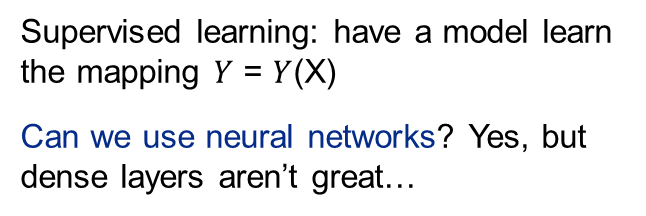 Supervised learning: have a model learn
the mapping Y = Y(X)
Can we use neural networks? Yes, but
dense layers aren’t great…